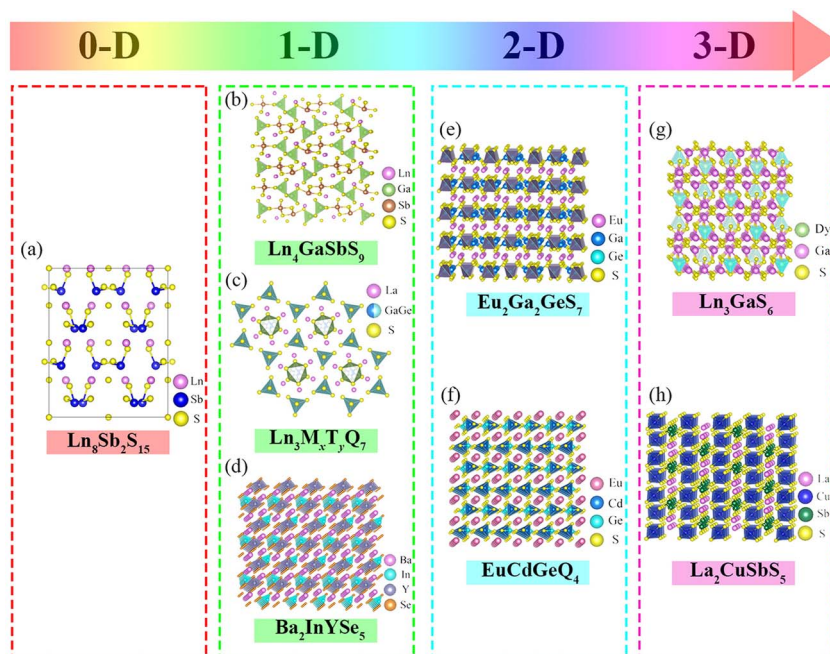 0-D 1-D 2-D 3-D
(a)
Ln
Sb
S
Ln₈Sb₂S₁₅
(b)
Ln
Ga
Sb
S
Ln₄GaSbS₉
(c)
La
GaGe
S
Ln₃MₓTᵧQ₇
(d)
Ba
In
Y
Se
Ba₂InYSe₅
(e)
Eu
Ga
Ge
S
Eu₂Ga₂GeS₇
(f)
Eu
Cd
Ge
S
EuCdGeQ₄
(g)
Dy
Ga
S
Ln₃GaS₆
(h)
La
Cu
Sb
S
La₂CuSbS₅